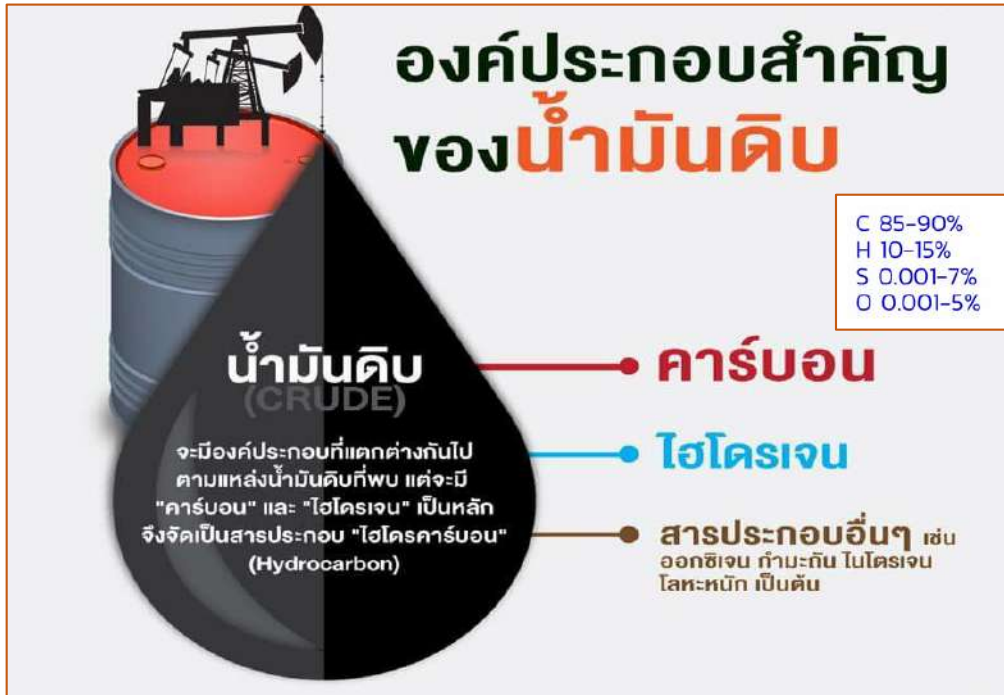 องค์ประกอบสำคัญ
ของน้ำมันดิบ
C 85-90%
H 10-15%
S 0.001-7%
O 0.001-5%
น้ำมันดิบ
(CRUDE)
จะมีองค์ประกอบที่แตกต่างกันไป
ตามแหล่งน้ำมันดิบที่พบ แต่จะมี
"คาร์บอน" และ "ไฮโดรเจน" เป็นหลัก
จึงจัดเป็นสารประกอบ "ไฮโดรคาร์บอน"
(Hydrocarbon)
คาร์บอน
ไฮโดรเจน
สารประกอบอื่นๆ เช่น
ออกซิเจน กำมะถัน ไนโตรเจน
โลหะหนัก เป็นต้น